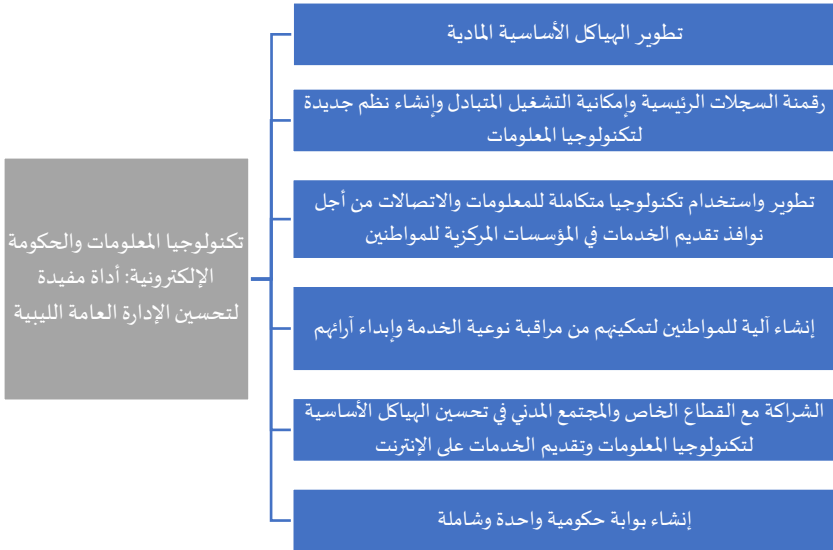 تطوير الهياكل الأساسية المادية
رقمنة السجلات الرئيسية وإمكانية التشغيل المتبادل وإنشاء نظم جديدة
لتكنولوجيا المعلومات
تطوير واستخدام تكنولوجيا متكاملة للمعلومات والاتصالات من أجل
نوافذ تقديم الخدمات في المؤسسات المركزية للمواطنين
تكنولوجيا المعلومات والحكومة
الإلكترونية: أداة مفيدة
لتحسين الإدارة العامة الليبية
إنشاء آلية للمواطنين لتمكينهم من مراقبة نوعية الخدمة وإبداء آرائهم
الشراكة مع القطاع الخاص والمجتمع المدني في تحسين الهياكل الأساسية
لتكنولوجيا المعلومات وتقديم الخدمات على الإنترنت
إنشاء بوابة حكومية واحدة وشاملة